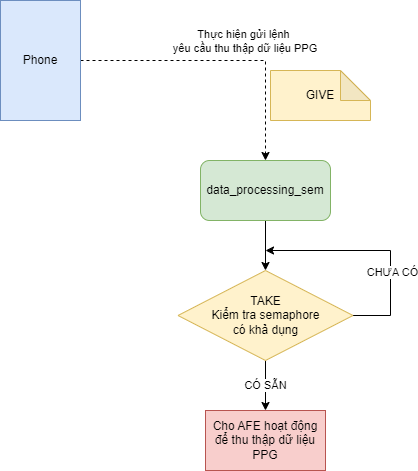 Thực hiện gửi lệnh
yêu cầu thu thập dữ liệu PPG
Phone
GIVE
data_processing_sem
CHƯA CÓ
TAKE
Kiểm tra semaphore
có khả dụng
CÓ SẴN
Cho AFE hoạt động
để thu thập dữ liệu
PPG